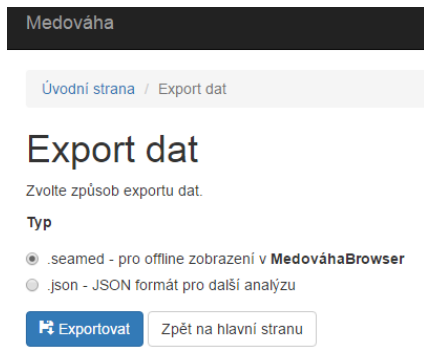 Medováha
Úvodní strana / Export dat
Export dat
Zvolte způsob exportu dat.
Typ
.seamed - pro offline zobrazení v MedováhaBrowser
.json - JSON formát pro další analýzu
Exportovat Zpět na hlavní stranu